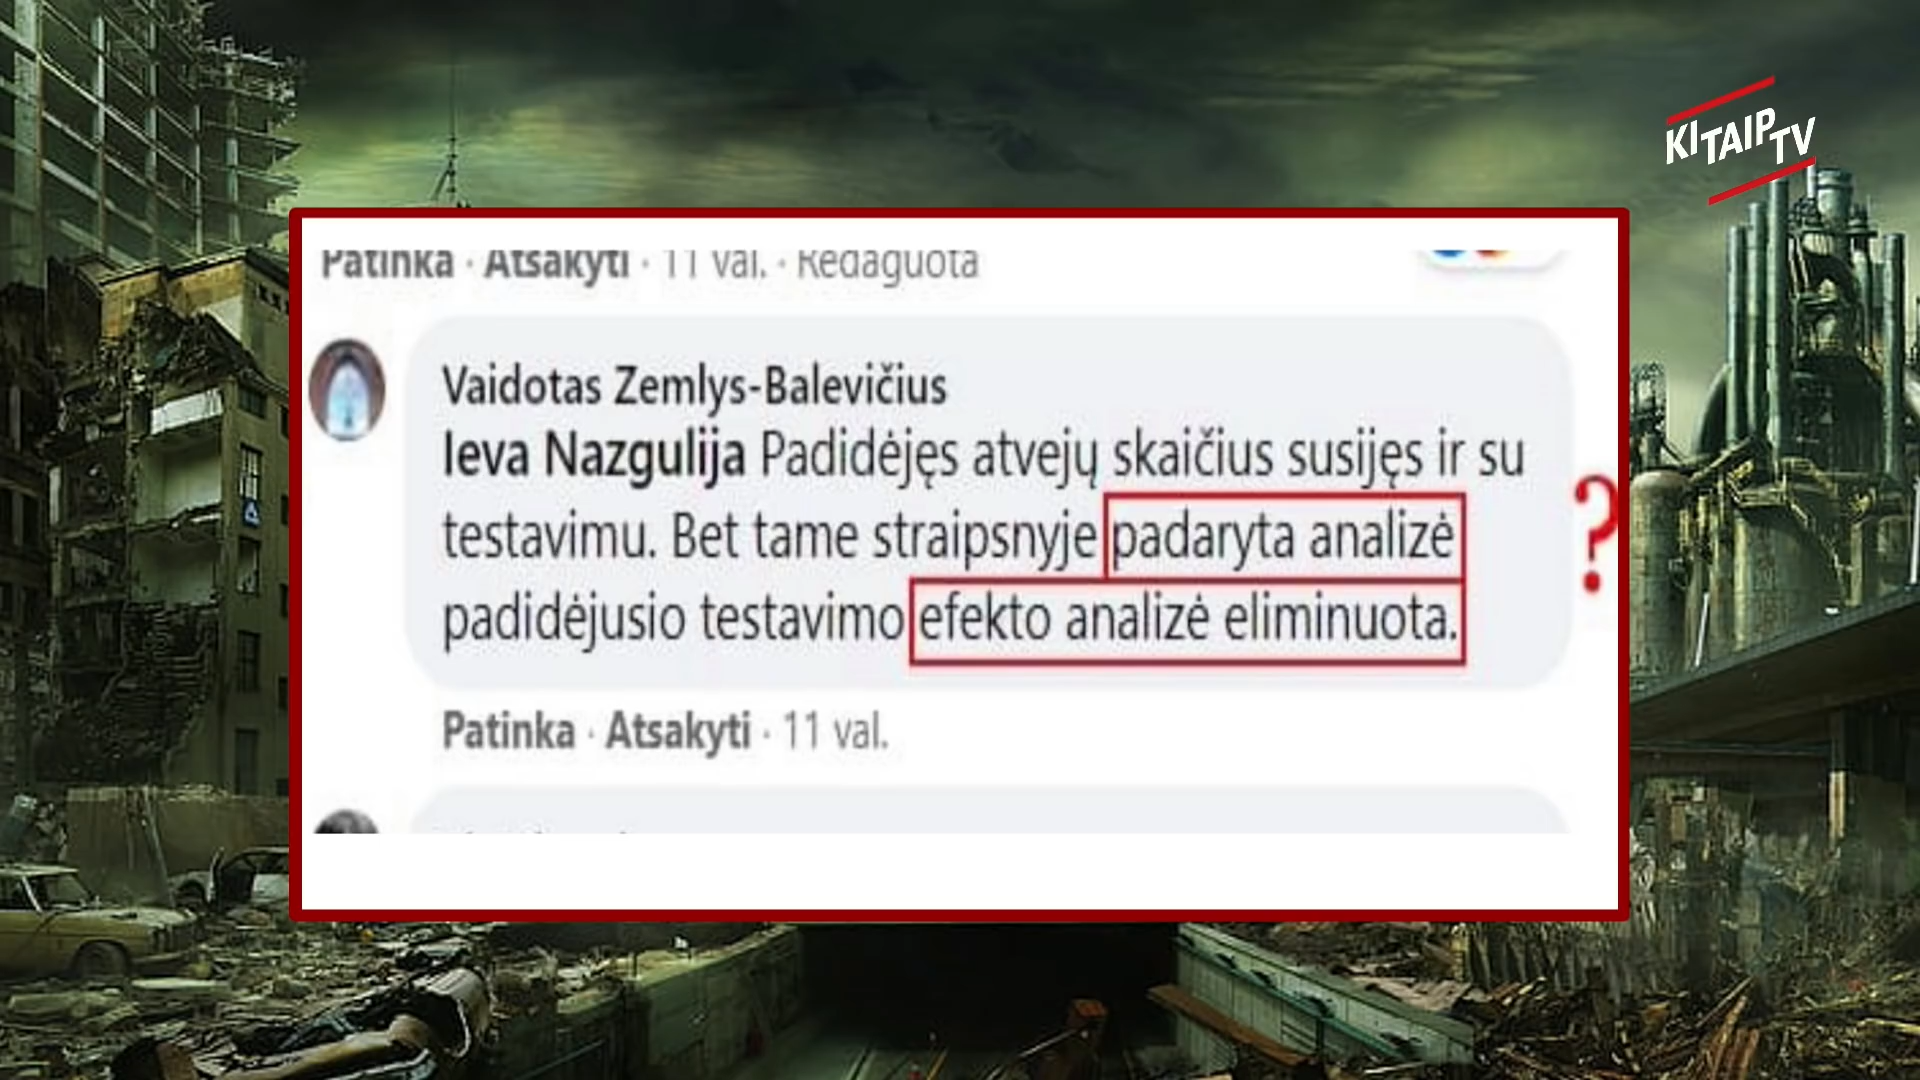 KITAIP TV
Patinka · Atsakyti · 11 val. · Redaguota
Vaidotas Zemlys-Balevičius
Ieva Nazgulija Padidėjęs atvejų skaičius susijęs ir su
testavimu. Bet tame straipsnyje padaryta analizė
?
padidėjusio testavimo efekto analizė eliminuota.
Patinka · Atsakyti · 11 val.